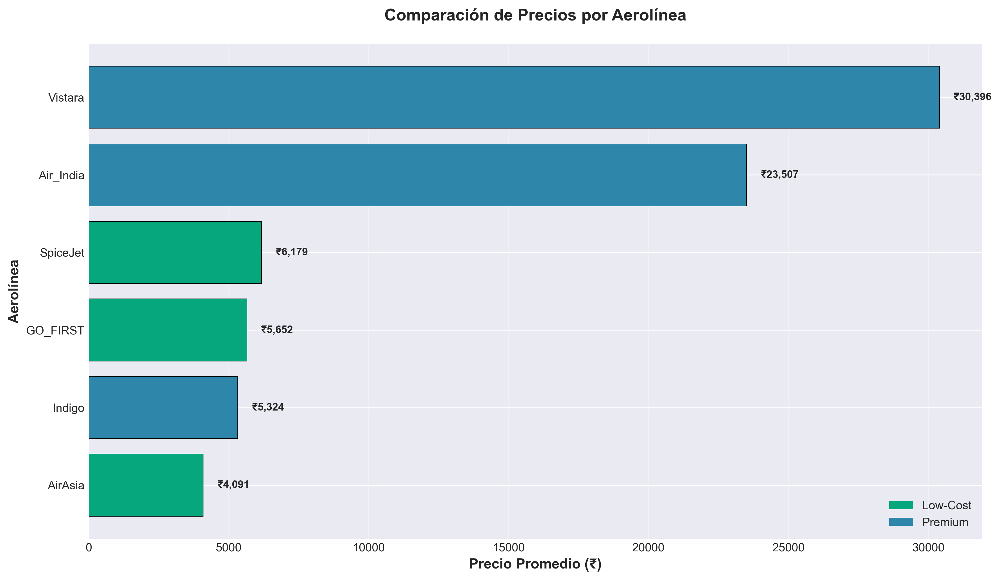 Comparación de Precios por Aerolínea
Vistara
₹30,396
Air_India
₹23,507
SpiceJet
₹6,179
GO_FIRST
₹5,652
Indigo
₹5,324
AirAsia
₹4,091
Aerolínea
Low-Cost
Premium
0 5000 10000 15000 20000 25000 30000
Precio Promedio (₹)